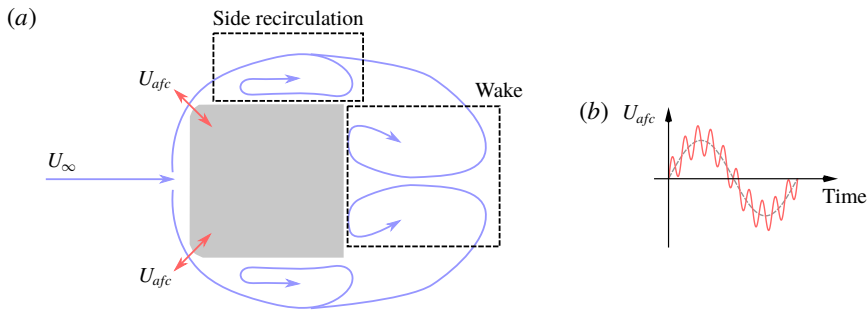 (a)
Side recirculation
U_afc
Wake
U_∞
U_afc
(b)
U_afc
Time